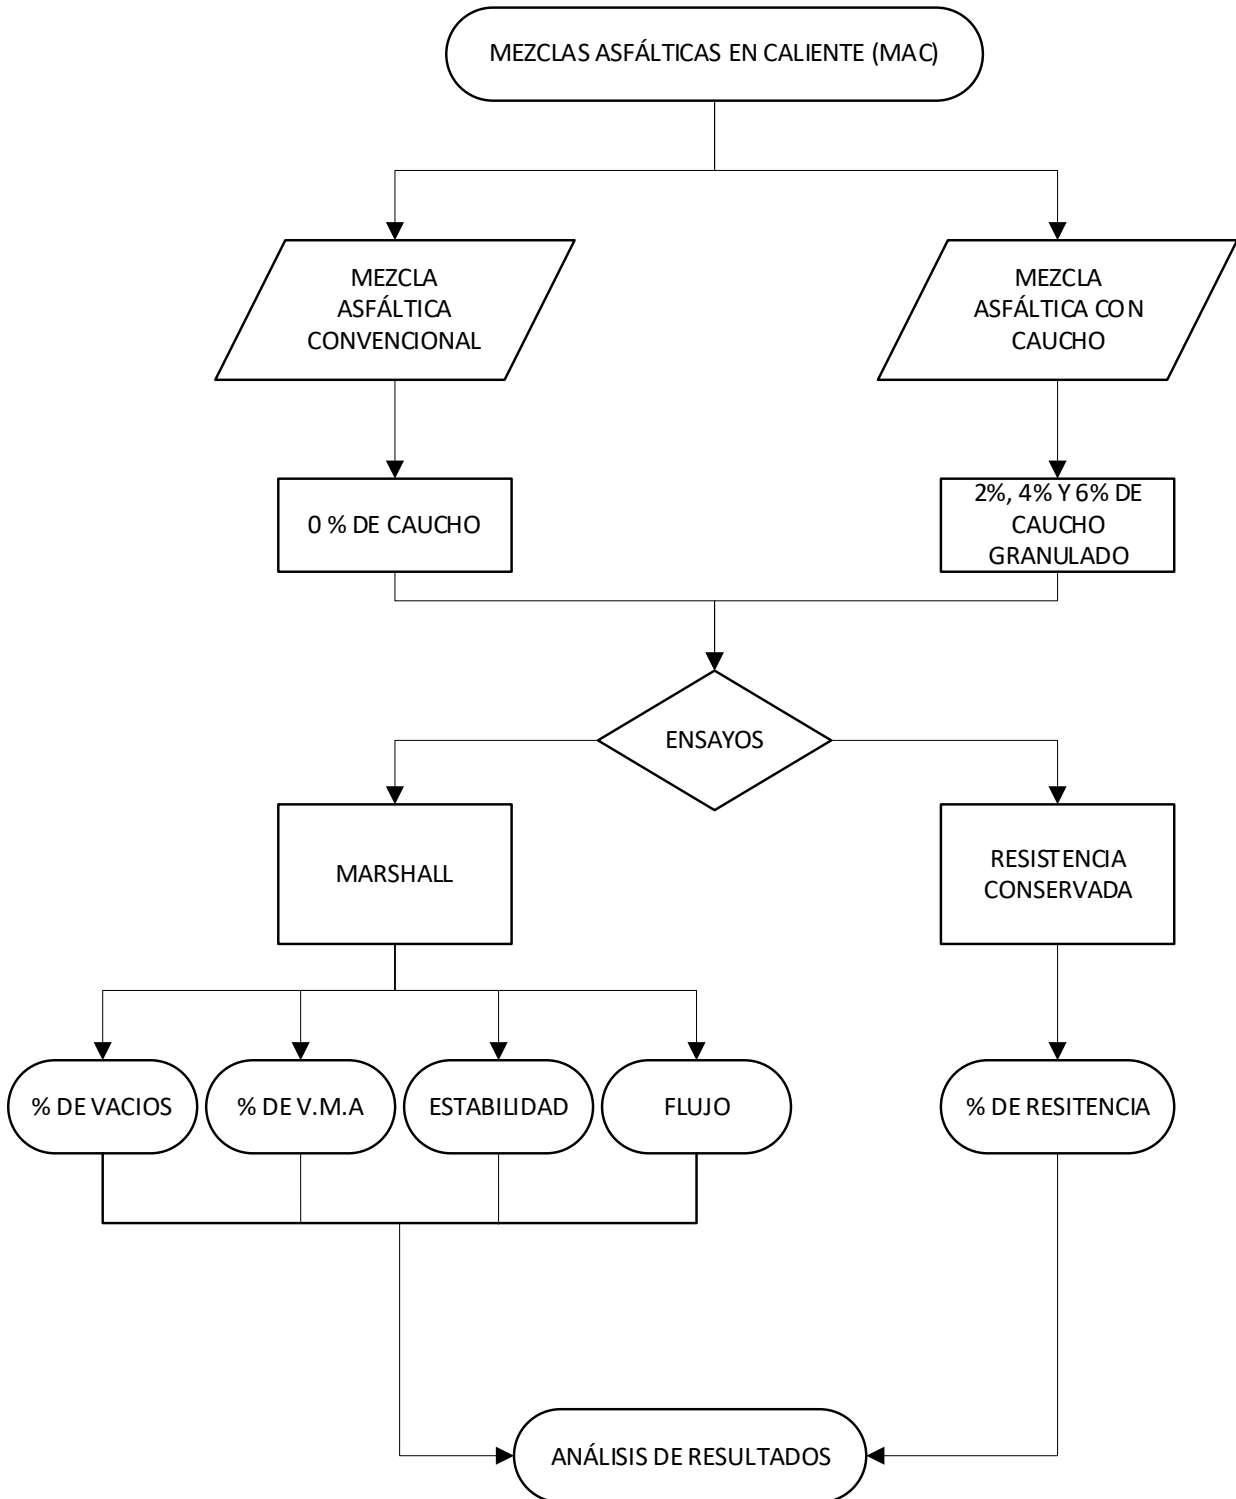 MEZCLAS ASFÁLTICAS EN CALIENTE (MAC)
MEZCLA
ASFÁLTICA
CONVENCIONAL
MEZCLA
ASFÁLTICA CON
CAUCHO
0 % DE CAUCHO
2%, 4% Y 6% DE
CAUCHO
GRANULADO
ENSAYOS
MARSHALL
RESISTENCIA
CONSERVADA
% DE VACIOS
% DE V.M.A
ESTABILIDAD
FLUJO
% DE RESITENCIA
ANÁLISIS DE RESULTADOS